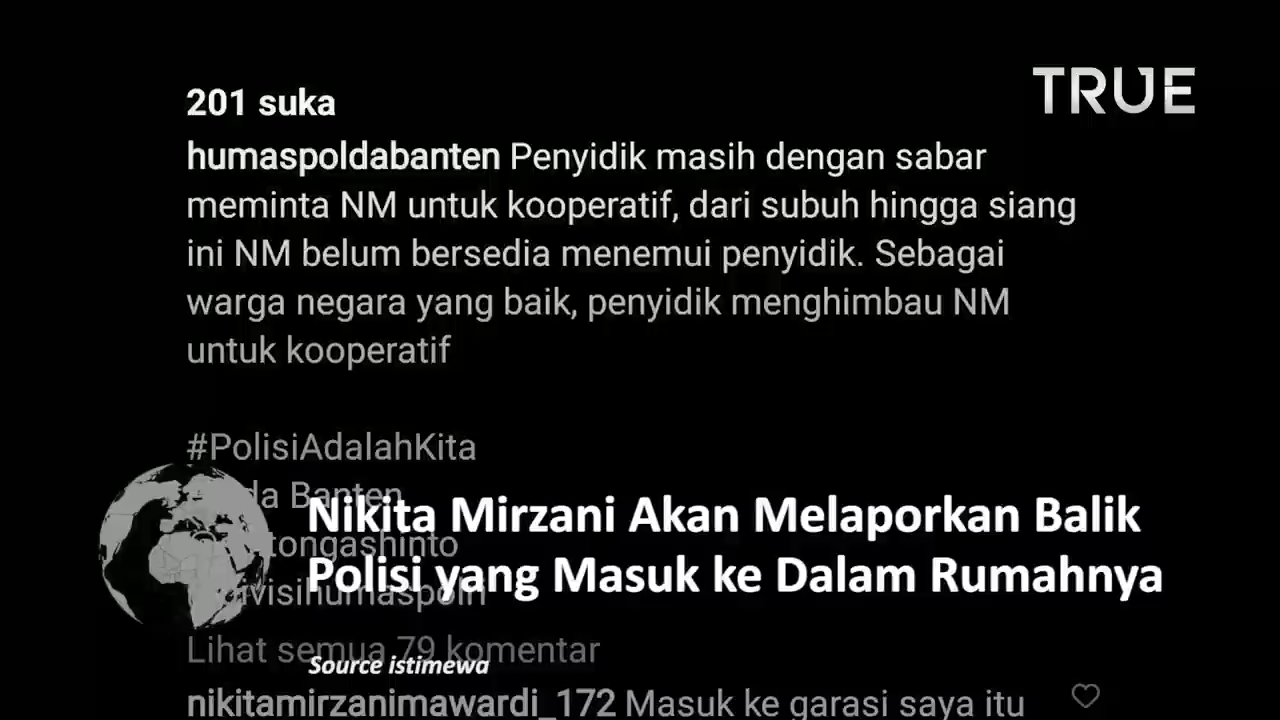 TRUE
201 suka
humaspoldabanten Penyidik masih dengan sabar
meminta NM untuk kooperatif, dari subuh hingga siang
ini NM belum bersedia menemui penyidik. Sebagai
warga negara yang baik, penyidik menghimbau NM
untuk kooperatif
#PolisiAdalahKita
Banten
Nikita Mirzani Akan Melaporkan Balik
Polisi yang Masuk ke Dalam Rumahnya
Lihat semua 79 komentar
Source istimewa
nikitamirzanimawardi_172 Masuk ke garasi saya itu